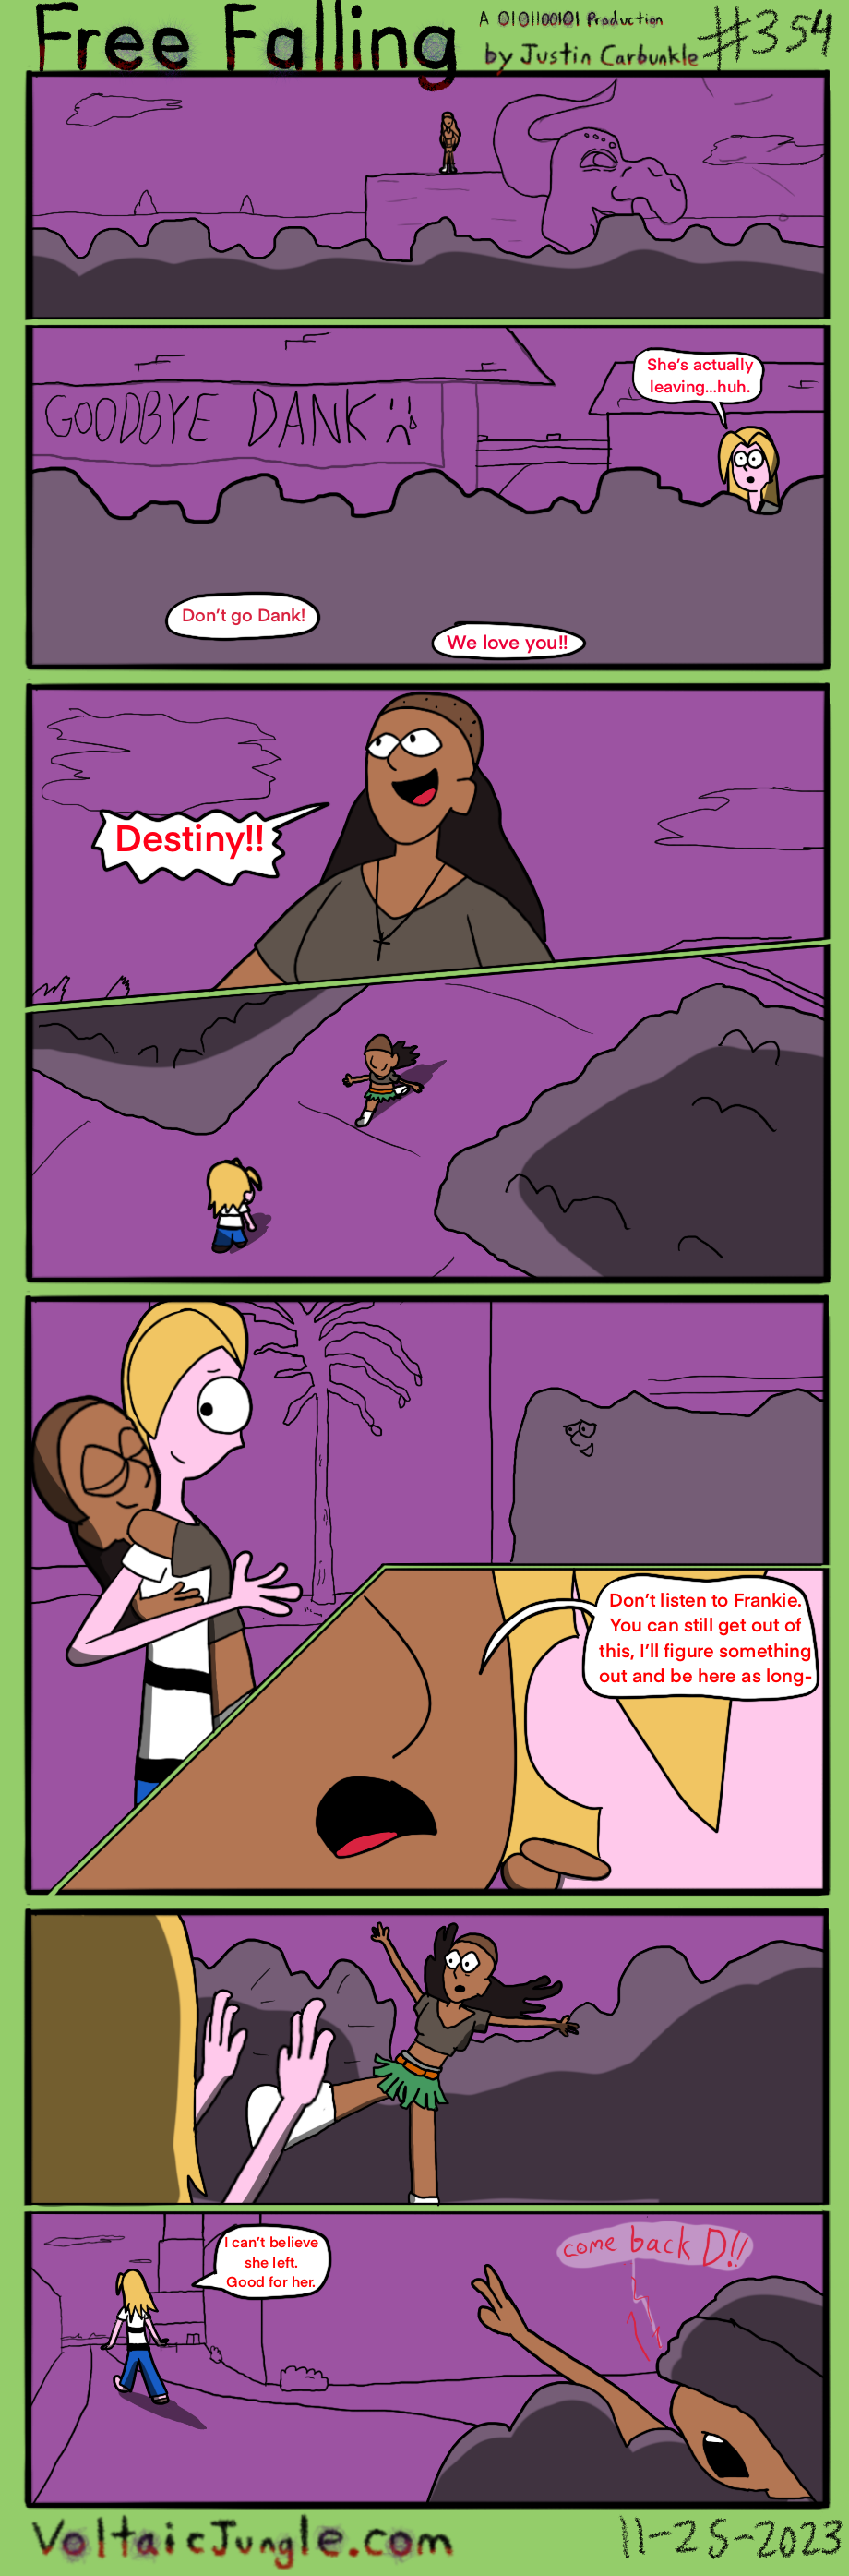 Free Falling
A 0101100101 Production
by Justin Carbunkle
#354
She's actually
leaving...huh.
GOODBYE DANK
Don't go Dank!
We love you!!
Destiny!!
Don't listen to Frankie.
You can still get out of
this, I'll figure something
out and be here as long-
I can't believe
she left.
Good for her.
come back D!!
VoltaicJungle.com
11-25-2023